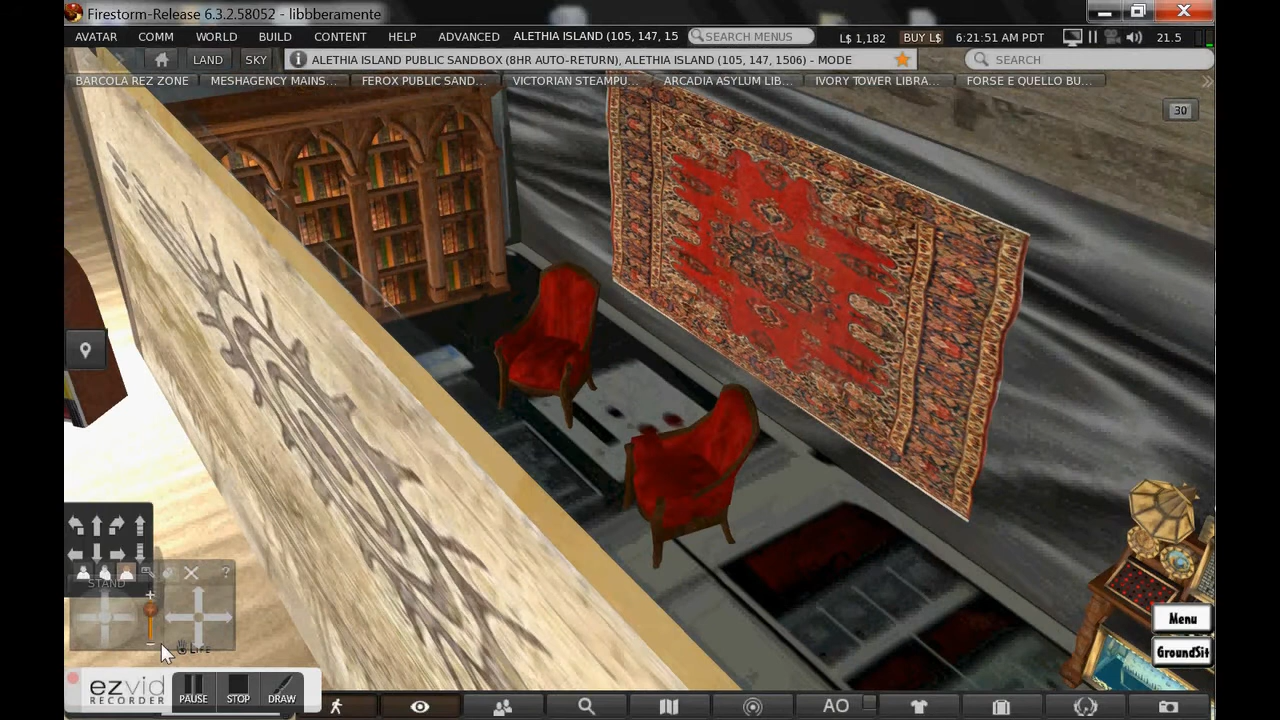 Firestorm-Release 6.3.2.58052 - libbberamente
AVATAR COMM WORLD BUILD CONTENT HELP ADVANCED ALETHIA ISLAND (105, 147, 15 SEARCH MENUS L$ 1,182 BUY L$ 6:21:51 AM PDT 21.5
LAND SKY ALETHIA ISLAND PUBLIC SANDBOX (8HR AUTO-RETURN), ALETHIA ISLAND (105, 147, 1506) - MODE SEARCH
BARCOLA REZ ZONE MESHAGENCY MAINS... FEROX PUBLIC SAND... VICTORIAN STEAMPU... ARCADIA ASYLUM LIB... IVORY TOWER LIBRA... FORSE E QUELLO BU...
30
STAND
?
Menu
GroundSit
ezvid
RECORDER
PAUSE STOP DRAW
AO